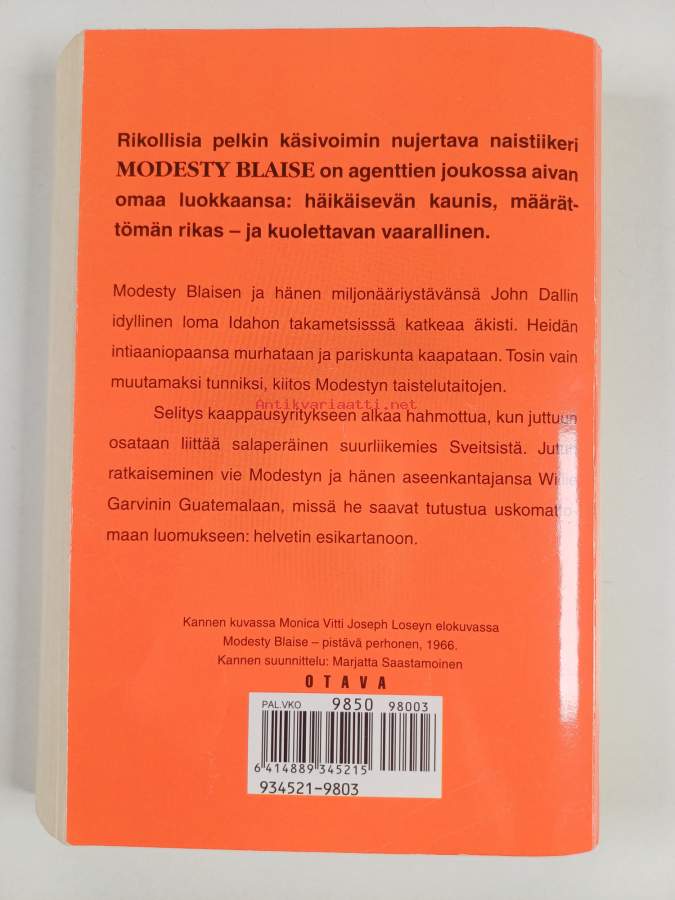 Rikollisia pelkin käsivoimin nujertava naistiikeri
MODESTY BLAISE on agenttien joukossa aivan
omaa luokkaansa: häikäisevän kaunis, määrät-
tömän rikas – ja kuolettavan vaarallinen.
Modesty Blaisen ja hänen miljonääriystävänsä John Dallin
idyllinen loma Idahon takametsisssä katkeaa äkisti. Heidän
intiaaniopaansa murhataan ja pariskunta kaapataan. Tosin vain
muutamaksi tunniksi, kiitos Modestyn taistelutaitojen.
Antikvariaatti.net
Selitys kaappausyritykseen alkaa hahmottua, kun juttuun
osataan liittää salaperäinen suurliikemies Sveitsistä. Jutun
ratkaiseminen vie Modestyn ja hänen aseenkantajansa Willie
Garvinin Guatemalaan, missä he saavat tutustua uskomatto-
maan luomukseen: helvetin esikartanoon.
Kannen kuvassa Monica Vitti Joseph Loseyn elokuvassa
Modesty Blaise – pistävä perhonen, 1966.
Kannen suunnittelu: Marjatta Saastamoinen
OTAVA
PAL.VKO 9850 98003
6 414889 345215
934521-9803